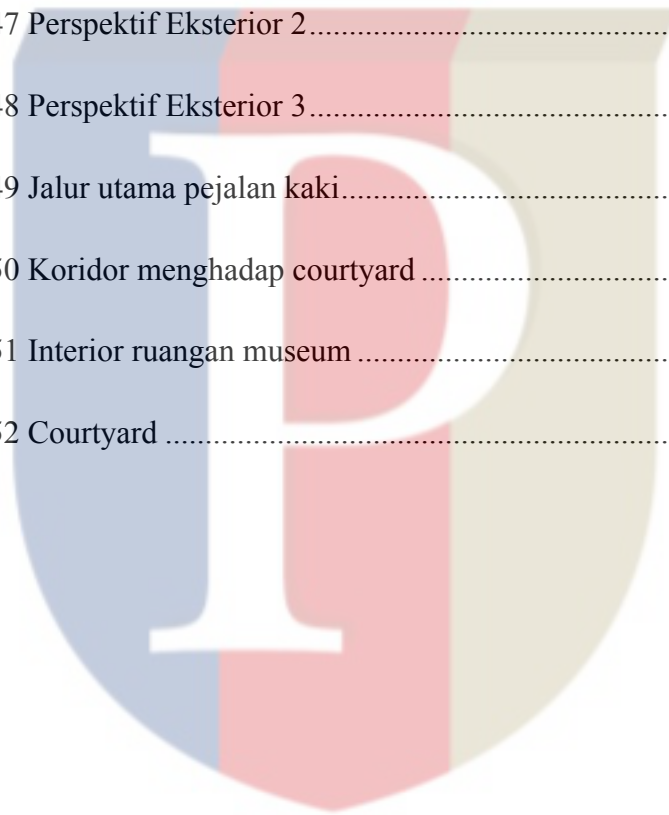 47 Perspektif Eksterior 2.................................................
48 Perspektif Eksterior 3.................................................
49 Jalur utama pejalan kaki.............................................
50 Koridor menghadap courtyard ...................................
51 Interior ruangan museum ...........................................
52 Courtyard ....................................................................
P